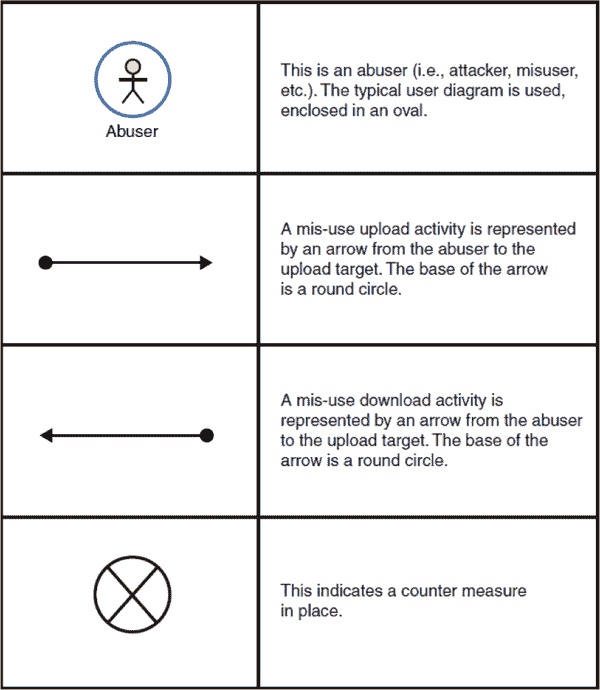 Abuser
This is an abuser (i.e., attacker, misuser,
etc.). The typical user diagram is used,
enclosed in an oval.
A mis-use upload activity is represented
by an arrow from the abuser to the
upload target. The base of the arrow
is a round circle.
A mis-use download activity is
represented by an arrow from the abuser
to the upload target. The base of the
arrow is a round circle.
This indicates a counter measure
in place.